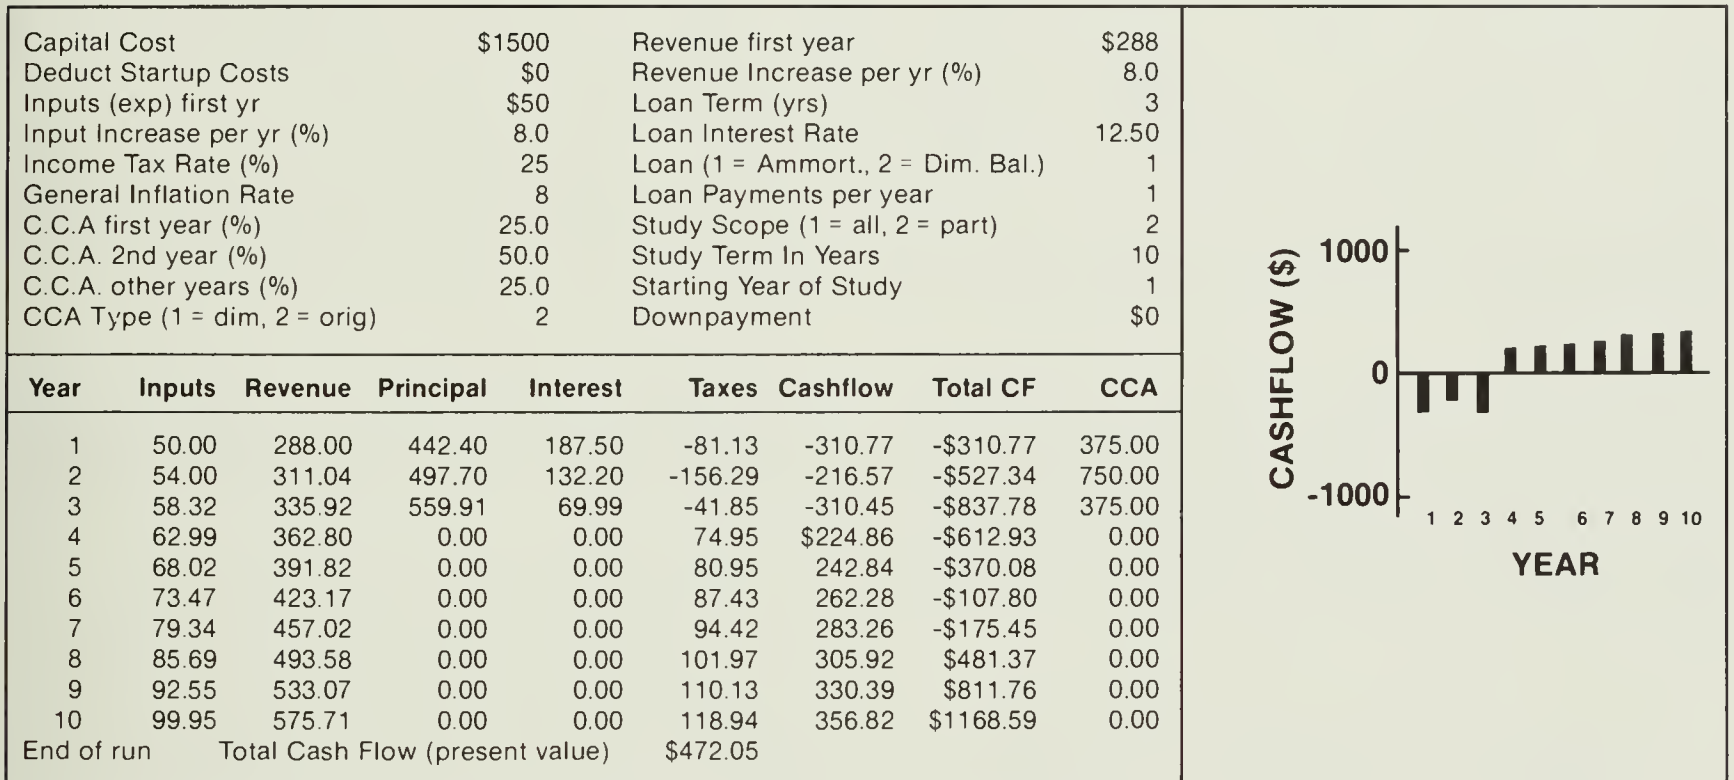 Capital Cost $1500 Revenue first year $288
Deduct Startup Costs $0 Revenue Increase per yr (%) 8.0
Inputs (exp) first yr $50 Loan Term (yrs) 3
Input Increase per yr (%) 8.0 Loan Interest Rate 12.50
Income Tax Rate (%) 25 Loan (1 = Ammort., 2 = Dim. Bal.) 1
General Inflation Rate 8 Loan Payments per year 1
C.C.A first year (%) 25.0 Study Scope (1 = all, 2 = part) 2
C.C.A. 2nd year (%) 50.0 Study Term In Years 10
C.C.A. other years (%) 25.0 Starting Year of Study 1
CCA Type (1 = dim, 2 = orig) 2 Downpayment $0
Year Inputs Revenue Principal Interest Taxes Cashflow Total CF CCA
1 50.00 288.00 442.40 187.50 -81.13 -310.77 -$310.77 375.00
2 54.00 311.04 497.70 132.20 -156.29 -216.57 -$527.34 750.00
3 58.32 335.92 559.91 69.99 -41.85 -310.45 -$837.78 375.00
4 62.99 362.80 0.00 0.00 74.95 $224.86 -$612.93 0.00
5 68.02 391.82 0.00 0.00 80.95 242.84 -$370.08 0.00
6 73.47 423.17 0.00 0.00 87.43 262.28 -$107.80 0.00
7 79.34 457.02 0.00 0.00 94.42 283.26 -$175.45 0.00
8 85.69 493.58 0.00 0.00 101.97 305.92 $481.37 0.00
9 92.55 533.07 0.00 0.00 110.13 330.39 $811.76 0.00
10 99.95 575.71 0.00 0.00 118.94 356.82 $1168.59 0.00
End of run Total Cash Flow (present value) $472.05
CASHFLOW ($)
1000
0
-1000
1 2 3 4 5 6 7 8 9 10
YEAR